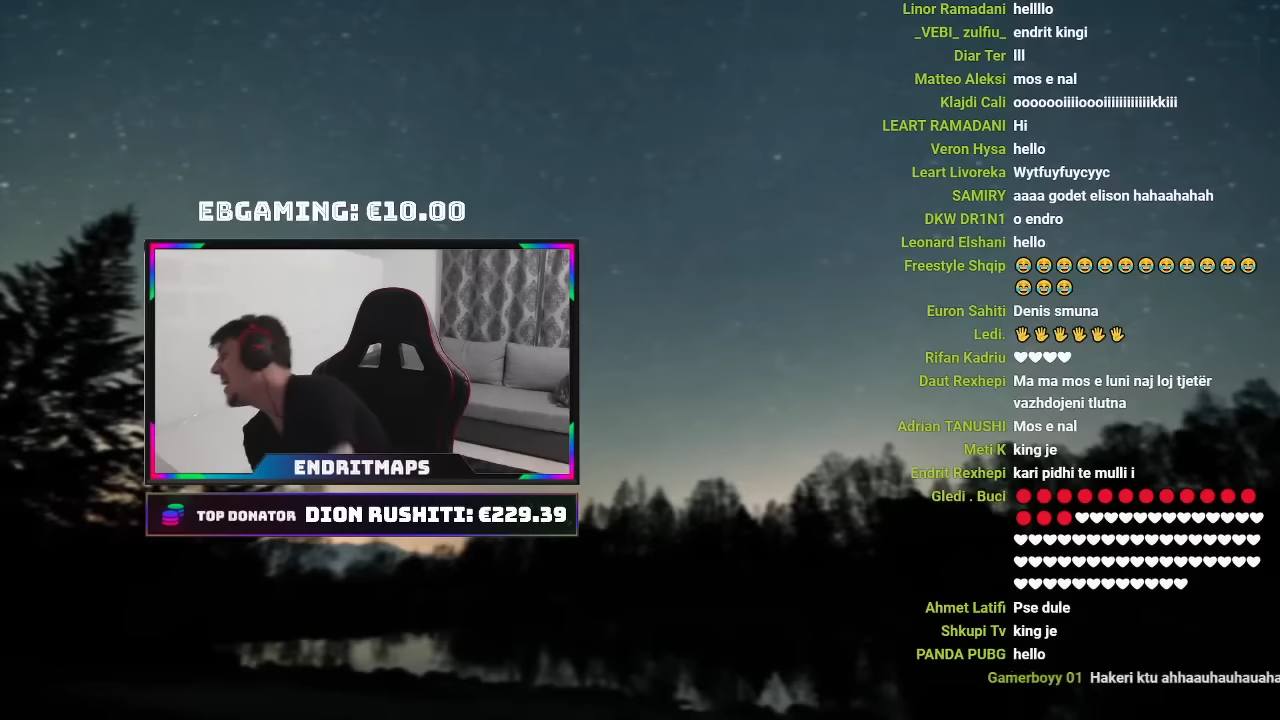 EBGAMING: €10.00
ENDRITMAPS
TOP DONATOR DION RUSHITI: €229.39
Linor Ramadani hellllo
_VEBI_ zulfiu_ endrit kingi
Diar Ter lll
Matteo Aleksi mos e nal
Klajdi Cali ooooooiiiioooiiiiiiiiiiiikkiii
LEART RAMADANI Hi
Veron Hysa hello
Leart Livoreka Wytfuyfuycyyc
SAMIRY aaaa godet elison hahaahahah
DKW DR1N1 o endro
Leonard Elshani hello
Freestyle Shqip 😂😂😂😂😂😂😂😂😂😂😂😂
😂😂😂
Euron Sahiti Denis smuna
Ledi. 🖐🖐🖐🖐🖐🖐
Rifan Kadriu 🤍🤍🤍🤍
Daut Rexhepi Ma ma mos e luni naj loj tjetër
vazhdojeni tlutna
Adrian TANUSHI Mos e nal
Meti K king je
Endrit Rexhepi kari pidhi te mulli i
Gledi . Buci
Ahmet Latifi Pse dule
Shkupi Tv king je
PANDA PUBG hello
Gamerboyy 01 Hakeri ktu ahhaauhauhauaha